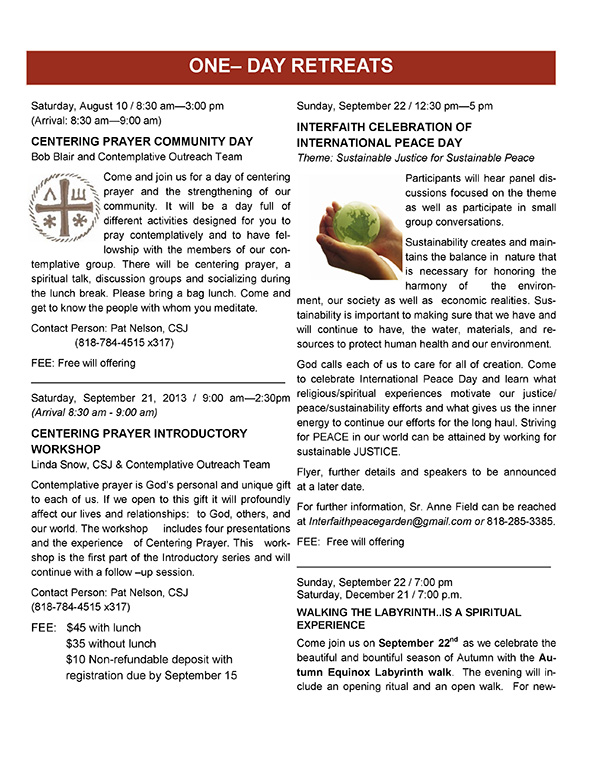 ONE– DAY RETREATS
Saturday, August 10 / 8:30 am—3:00 pm
(Arrival: 8:30 am—9:00 am)
CENTERING PRAYER COMMUNITY DAY
Bob Blair and Contemplative Outreach Team
Come and join us for a day of centering
prayer and the strengthening of our
community. It will be a day full of
different activities designed for you to
pray contemplatively and to have fel-
lowship with the members of our con-
templative group. There will be centering prayer, a
spiritual talk, discussion groups and socializing during
the lunch break. Please bring a bag lunch. Come and
get to know the people with whom you meditate.
Contact Person: Pat Nelson, CSJ
(818-784-4515 x317)
FEE: Free will offering
Saturday, September 21, 2013 / 9:00 am—2:30pm
(Arrival 8:30 am - 9:00 am)
CENTERING PRAYER INTRODUCTORY
WORKSHOP
Linda Snow, CSJ & Contemplative Outreach Team
Contemplative prayer is God's personal and unique gift
to each of us. If we open to this gift it will profoundly
affect our lives and relationships: to God, others, and
our world. The workshop includes four presentations
and the experience of Centering Prayer. This work-
shop is the first part of the Introductory series and will
continue with a follow –up session.
Contact Person: Pat Nelson, CSJ
(818-784-4515 x317)
FEE: $45 with lunch
$35 without lunch
$10 Non-refundable deposit with
registration due by September 15
Sunday, September 22 / 12:30 pm—5 pm
INTERFAITH CELEBRATION OF
INTERNATIONAL PEACE DAY
Theme: Sustainable Justice for Sustainable Peace
Participants will hear panel dis-
cussions focused on the theme
as well as participate in small
group conversations.
Sustainability creates and main-
tains the balance in nature that
is necessary for honoring the
harmony of the environ-
ment, our society as well as economic realities. Sus-
tainability is important to making sure that we have and
will continue to have, the water, materials, and re-
sources to protect human health and our environment.
God calls each of us to care for all of creation. Come
to celebrate International Peace Day and learn what
religious/spiritual experiences motivate our justice/
peace/sustainability efforts and what gives us the inner
energy to continue our efforts for the long haul. Striving
for PEACE in our world can be attained by working for
sustainable JUSTICE.
Flyer, further details and speakers to be announced
at a later date.
For further information, Sr. Anne Field can be reached
at Interfaithpeacegarden@gmail.com or 818-285-3385.
FEE: Free will offering
Sunday, September 22 / 7:00 pm
Saturday, December 21 / 7:00 p.m.
WALKING THE LABYRINTH..IS A SPIRITUAL
EXPERIENCE
Come join us on September 22nd as we celebrate the
beautiful and bountiful season of Autumn with the Au-
tumn Equinox Labyrinth walk. The evening will in-
clude an opening ritual and an open walk. For new-